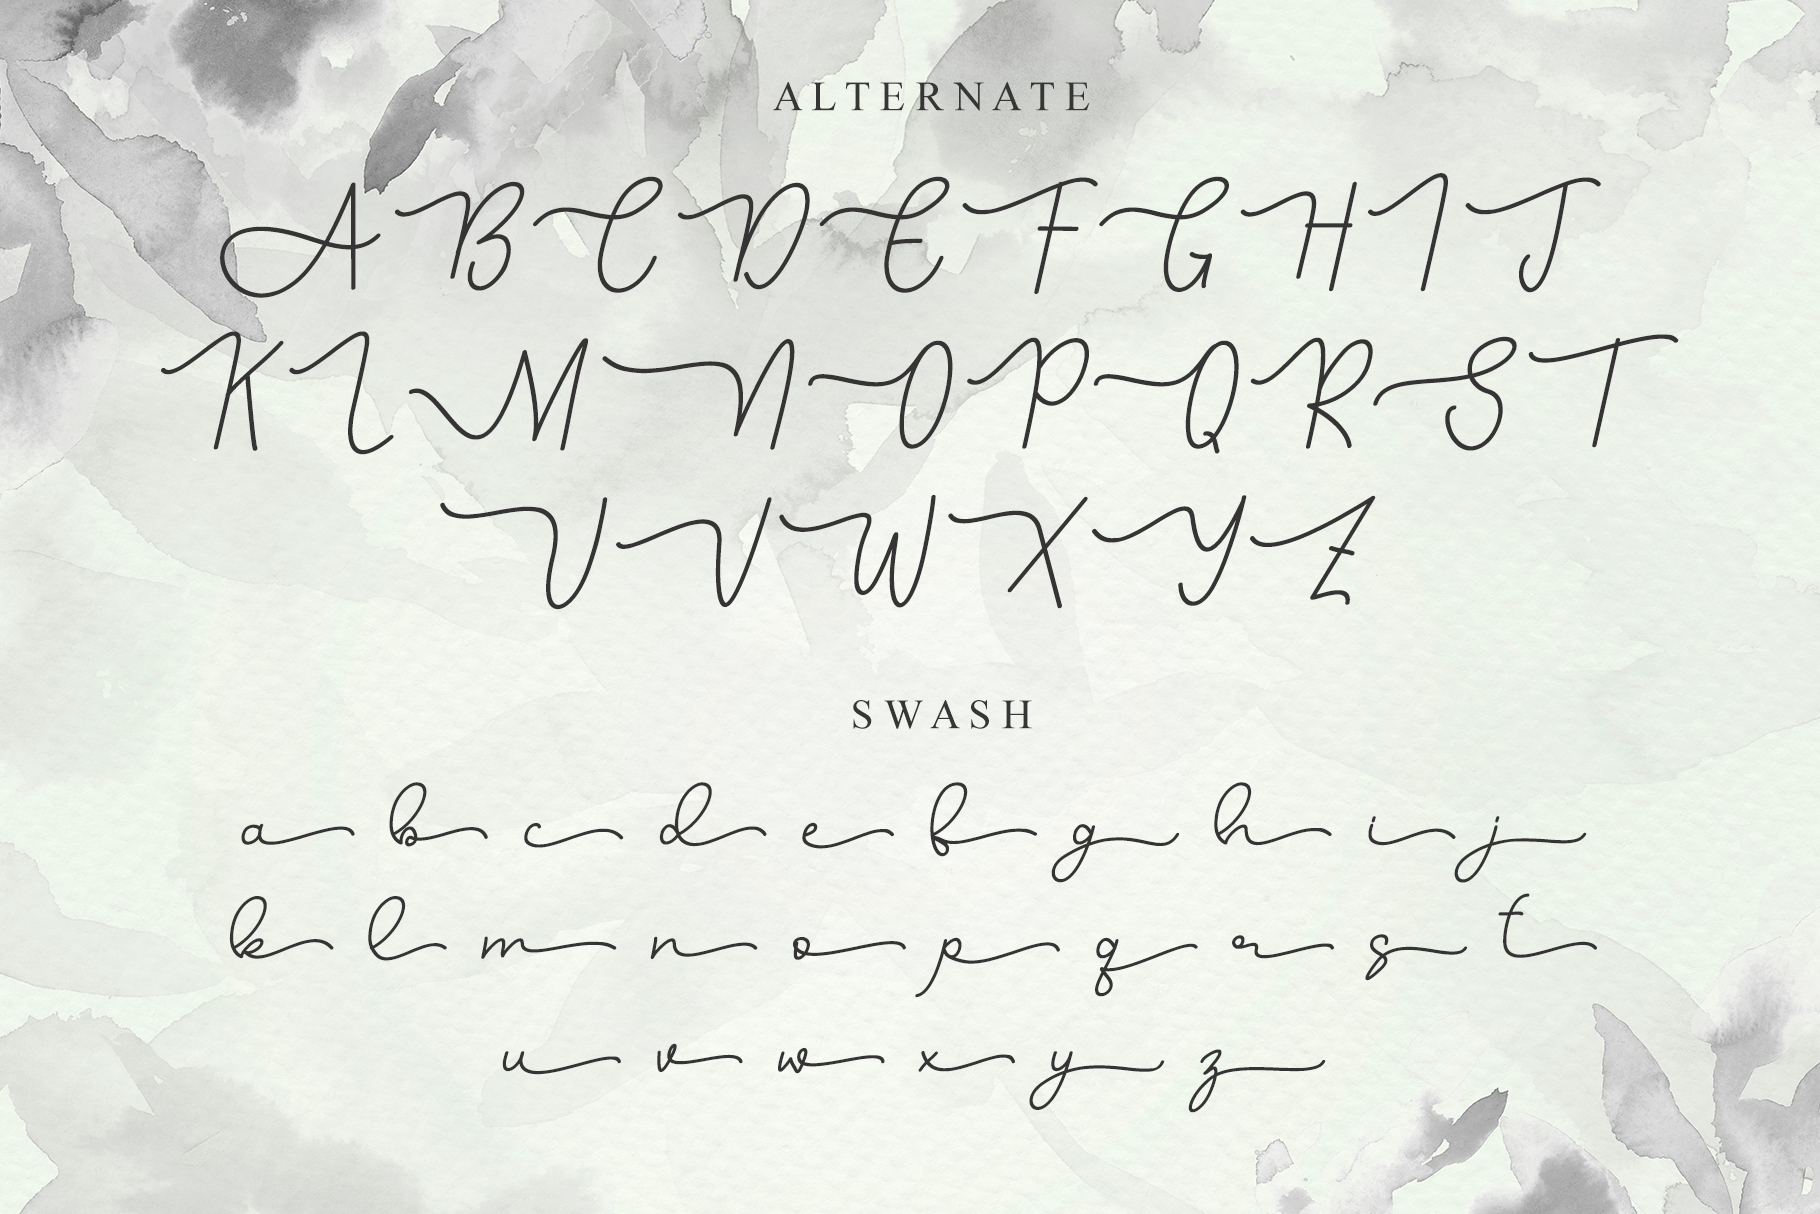 ALTERNATE
A B C D E F G H I J
K L M N O P Q R S T
U V W X Y Z
SWASH
a b c d e f g h i j
k l m n o p q r s t
u v w x y z